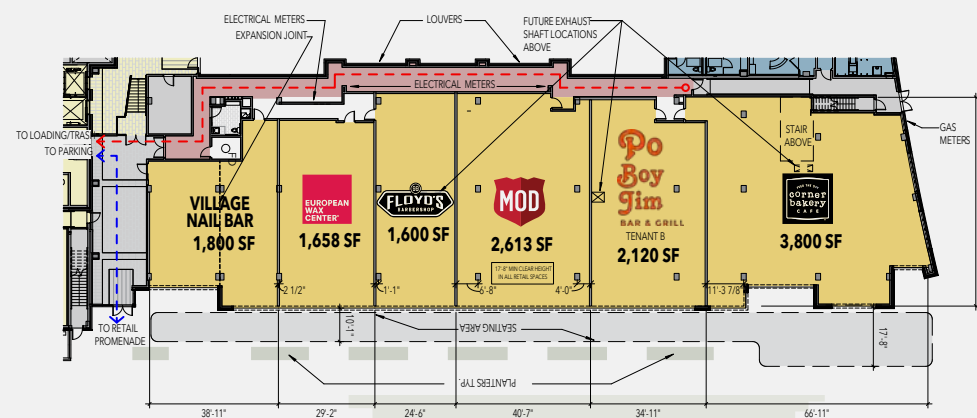 ELECTRICAL METERS
LOUVERS
FUTURE EXHAUST
SHAFT LOCATIONS
ABOVE
EXPANSION JOINT
ELECTRICAL METERS
TO LOADING/TRASH
TO PARKING
GAS
METERS
STAIR
ABOVE
VILLAGE
NAIL BAR
1,800 SF
EUROPEAN
WAX
CENTER
1,658 SF
FLOYD'S
BARBERSHOP
1,600 SF
MOD
2,613 SF
17'-8" MIN CLEAR HEIGHT
IN ALL RETAIL SPACES
Po
Boy
Jim
BAR & GRILL
TENANT B
2,120 SF
corner
bakery
CAFE
3,800 SF
2 1/2"
1'-1"
6'-8"
4'-0"
11'-3 7/8"
10'-1"
SEATING AREA
17'-8"
TO RETAIL
PROMENADE
PLANTERS TYP.
38'-11"
29'-2"
24'-6"
40'-7"
34'-11"
66'-11"